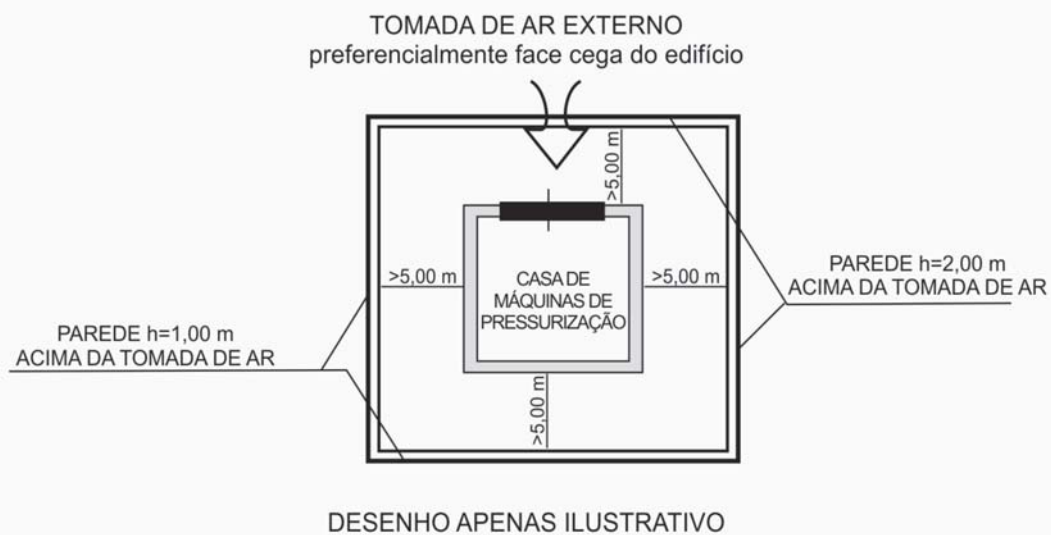 TOMADA DE AR EXTERNO
preferencialmente face cega do edifício
>5,00 m
>5,00 m
CASA DE
MÁQUINAS DE
PRESSURIZAÇÃO
>5,00 m
PAREDE h=2,00 m
ACIMA DA TOMADA DE AR
PAREDE h=1,00 m
ACIMA DA TOMADA DE AR
>5,00 m
DESENHO APENAS ILUSTRATIVO